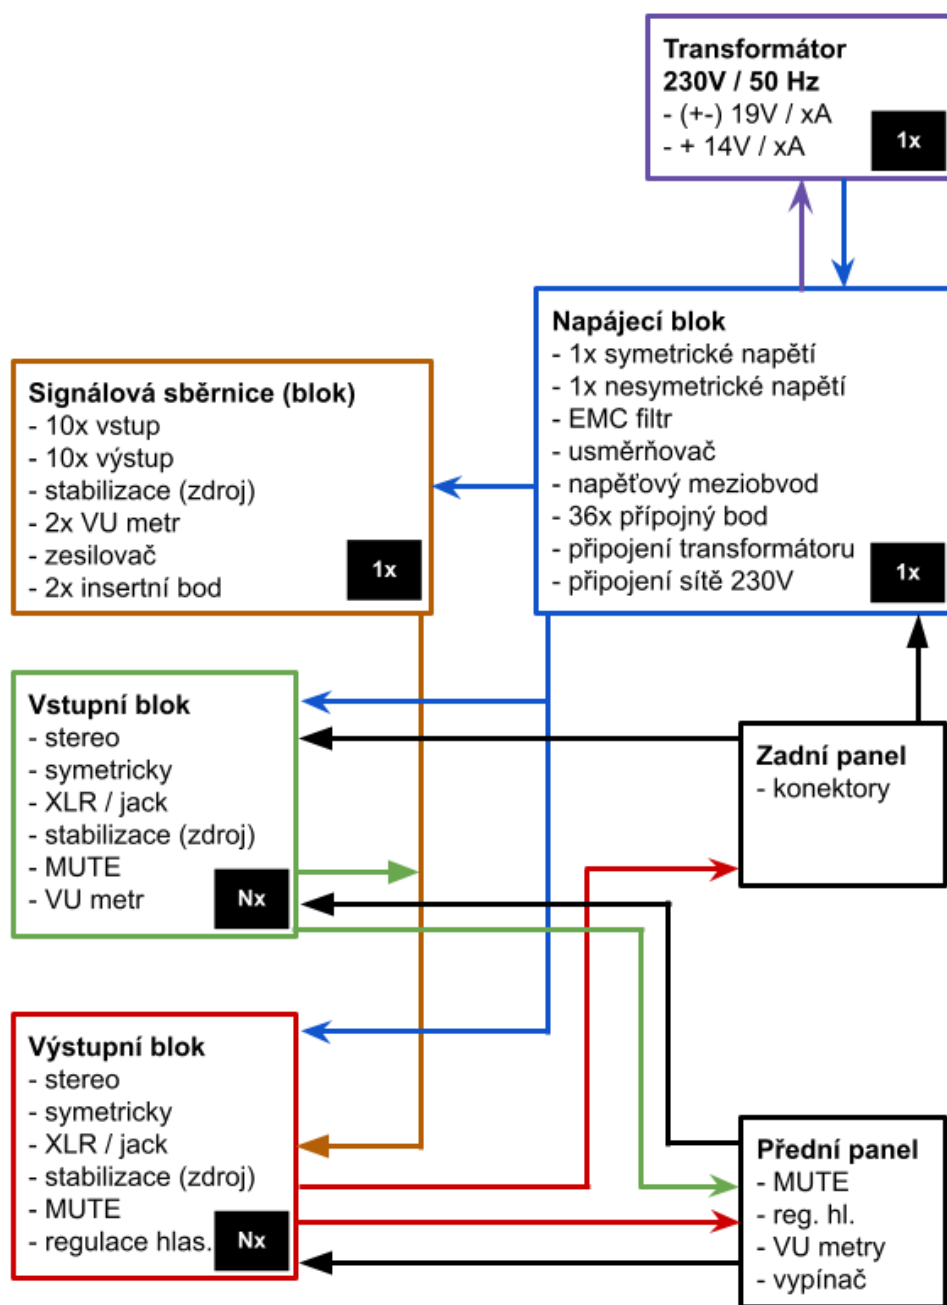 Transformátor
230V / 50 Hz
- (+-) 19V / xA
- + 14V / xA
1x
Napájecí blok
- 1x symetrické napětí
- 1x nesymetrické napětí
- EMC filtr
- usměrňovač
- napěťový meziobvod
- 36x přípojný bod
- připojení transformátoru
- připojení sítě 230V
1x
Signálová sběrnice (blok)
- 10x vstup
- 10x výstup
- stabilizace (zdroj)
- 2x VU metr
- zesilovač
- 2x insertní bod
1x
Vstupní blok
- stereo
- symetricky
- XLR / jack
- stabilizace (zdroj)
- MUTE
- VU metr
Nx
Zadní panel
- konektory
Výstupní blok
- stereo
- symetricky
- XLR / jack
- stabilizace (zdroj)
- MUTE
- regulace hlas.
Nx
Přední panel
- MUTE
- reg. hl.
- VU metry
- vypínač